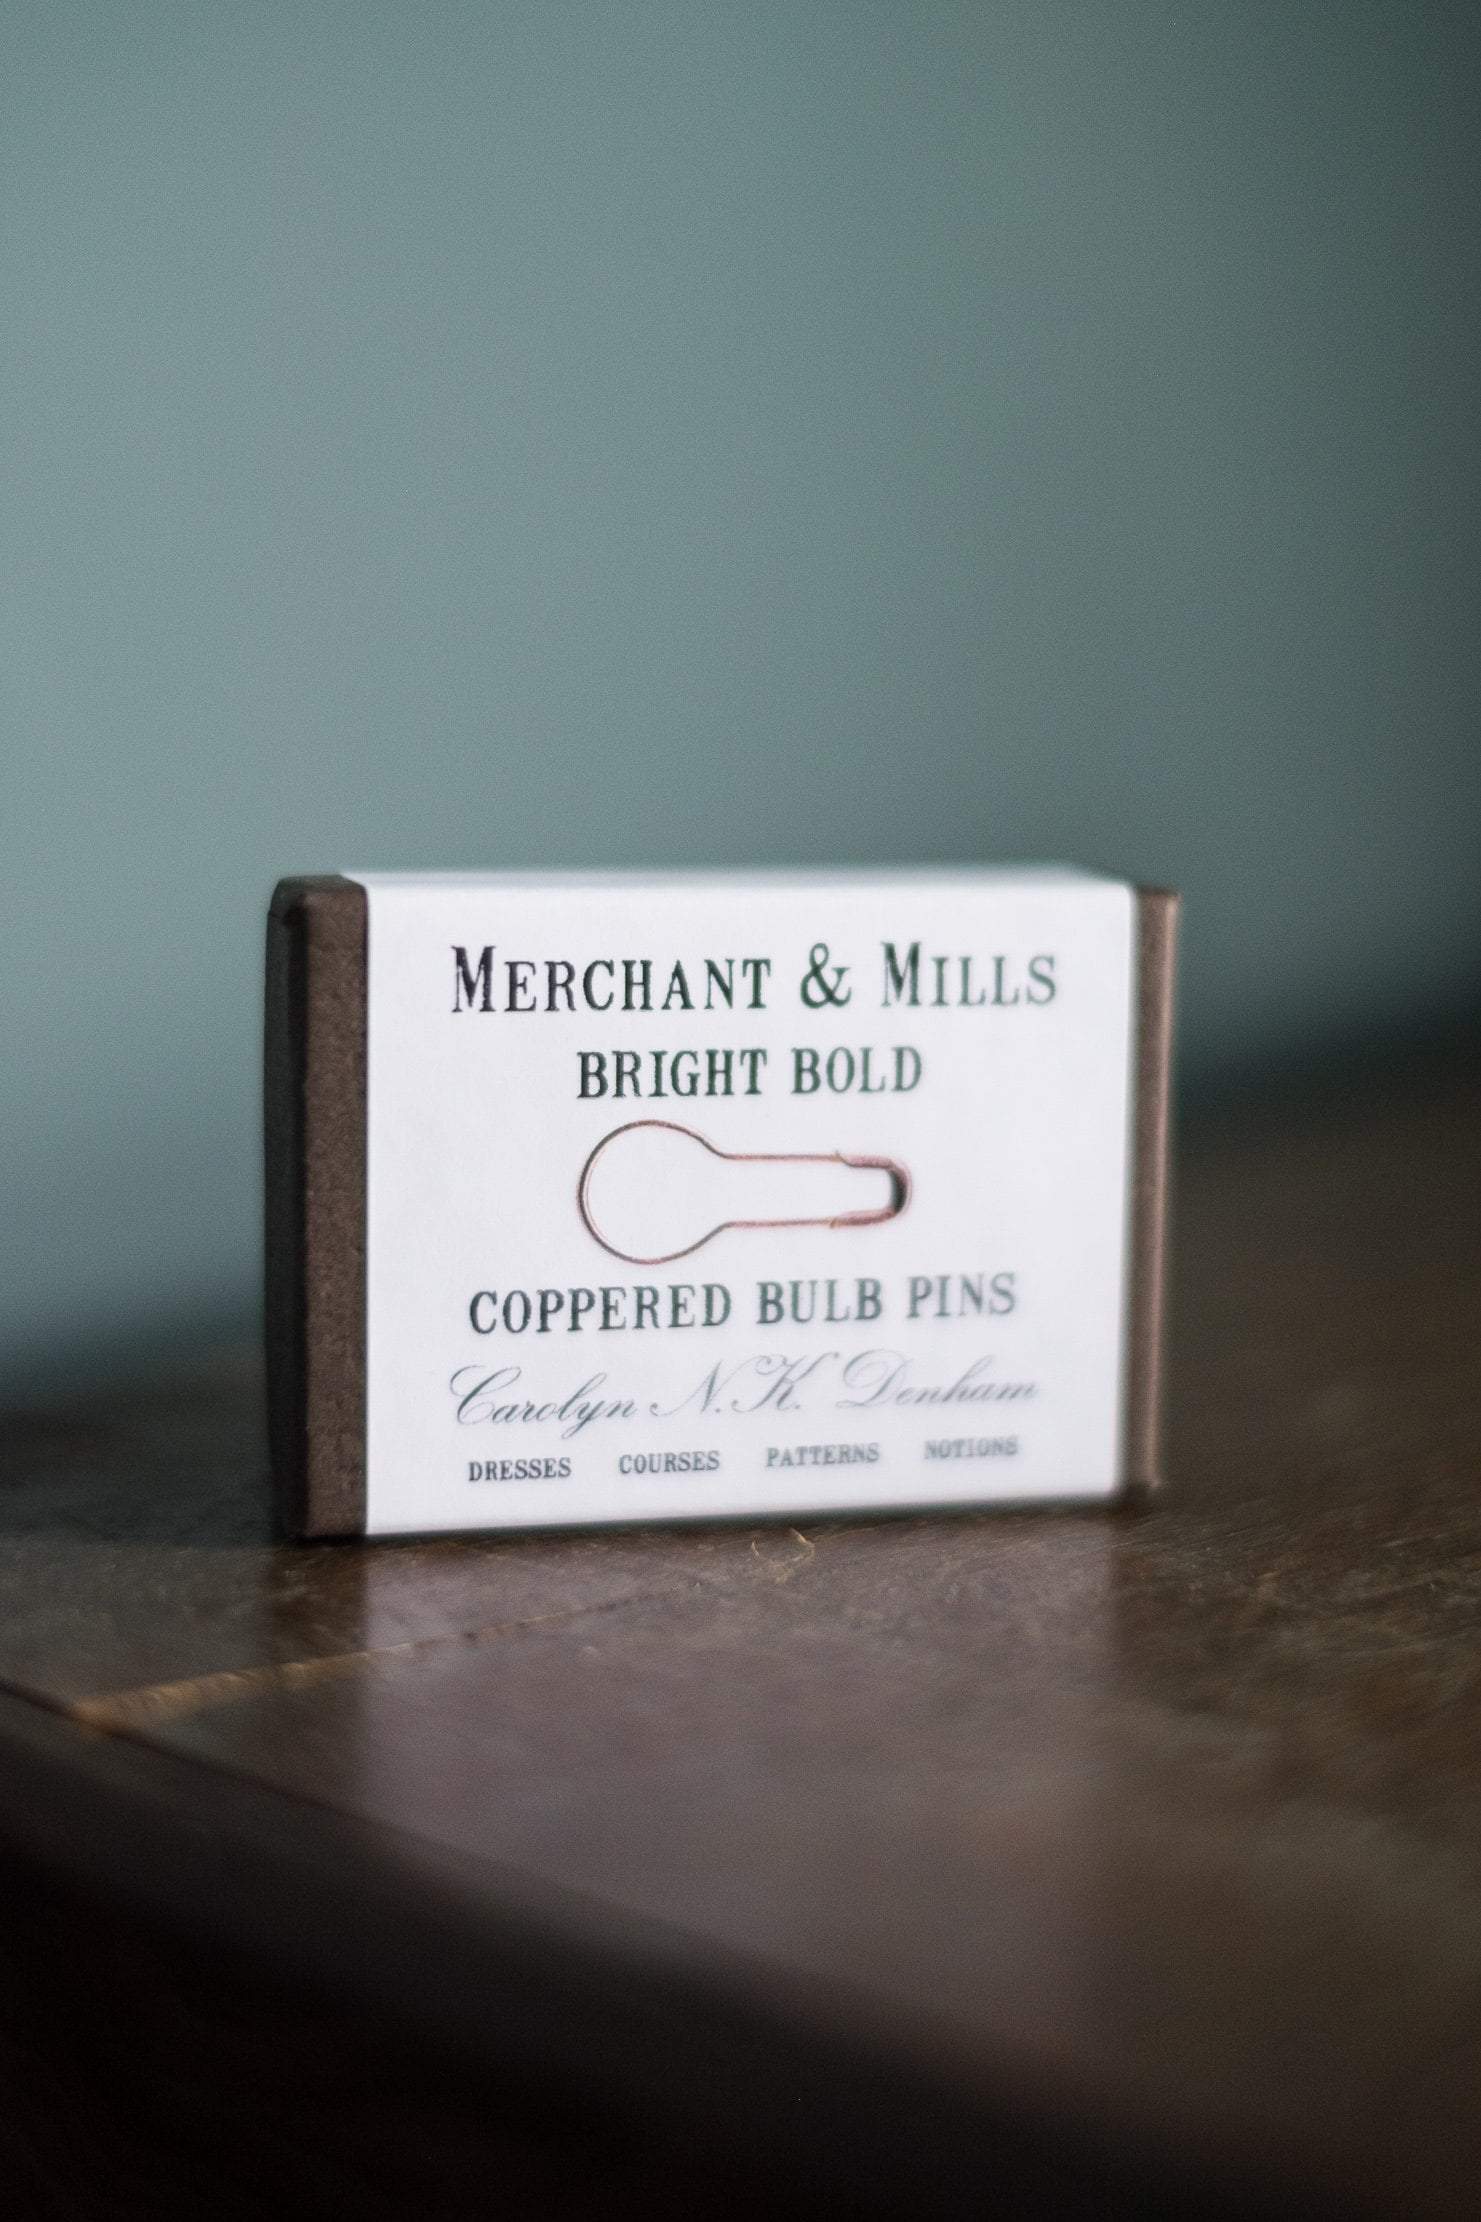 MERCHANT & MILLS
BRIGHT BOLD
COPPERED BULB PINS
Carolyn N.K. Denham
DRESSES COURSES PATTERNS NOTIONS